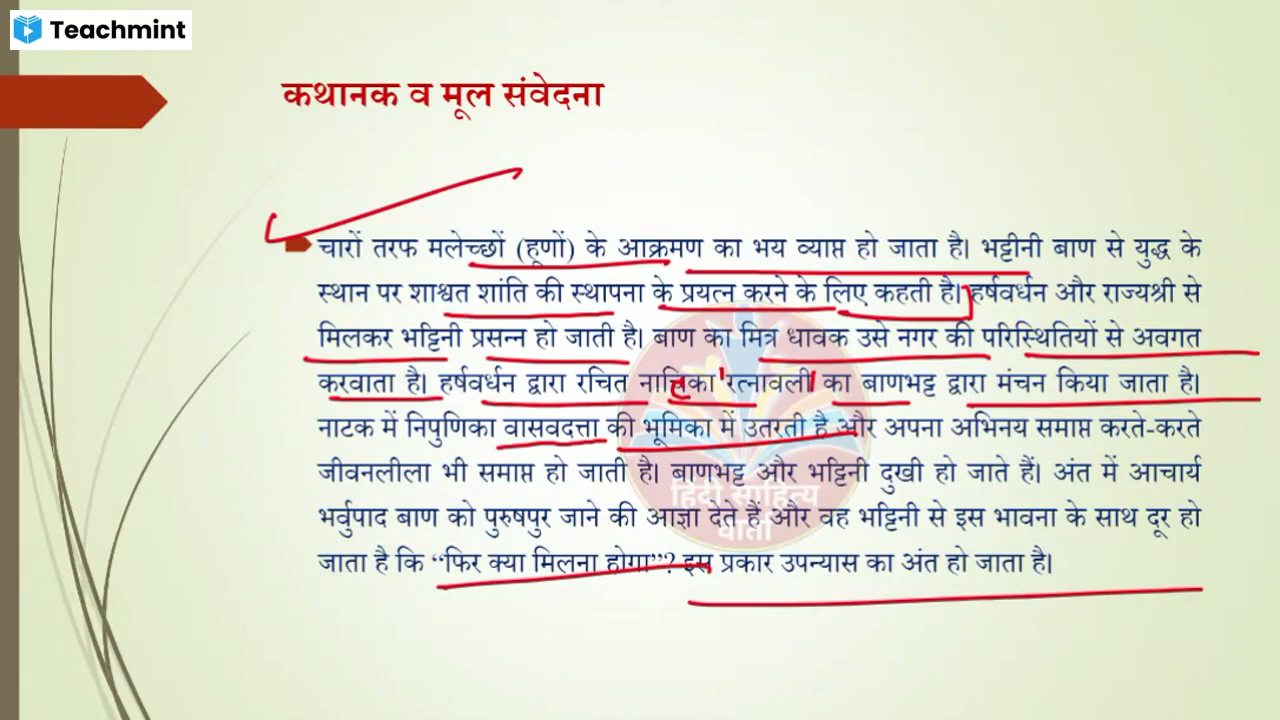 Teachmint
कथानक व मूल संवेदना
चारों तरफ मलेच्छों (हूणों) के आक्रमण का भय व्याप्त हो जाता है। भट्टीनी बाण से युद्ध के
स्थान पर शाश्वत शांति की स्थापना के प्रयत्न करने के लिए कहती है। हर्षवर्धन और राज्यश्री से
मिलकर भट्टिनी प्रसन्न हो जाती है। बाण का मित्र धावक उसे नगर की परिस्थितियों से अवगत
करवाता है। हर्षवर्धन द्वारा रचित 'रत्नावली' का बाणभट्ट द्वारा मंचन किया जाता है।
नाटक में निपुणिका वासवदत्ता की भूमिका में उतरती है और अपना अभिनय समाप्त करते-करते
जीवनलीला भी समाप्त हो जाती है। बाणभट्ट और भट्टिनी दुखी हो जाते हैं। अंत में आचार्य
भर्वुपाद बाण को पुरुषपुर जाने की आज्ञा देते हैं और वह भट्टिनी से इस भावना के साथ दूर हो
जाता है कि “फिर क्या मिलना होगा”? इस प्रकार उपन्यास का अंत हो जाता है।
हिंदी साहित्य
वार्ता